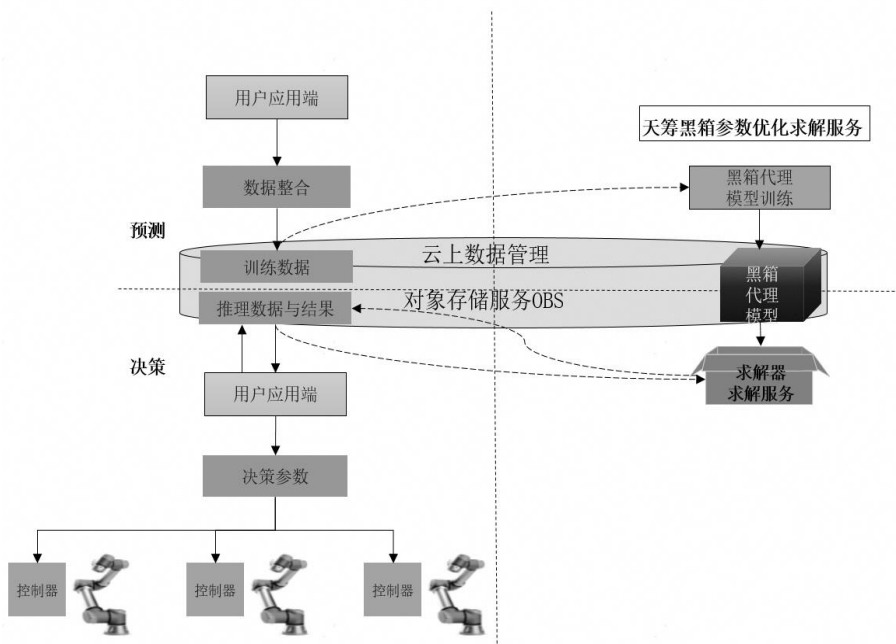 用户应用端
天筹黑箱参数优化求解服务
数据整合
黑箱代理
模型训练
预测
云上数据管理
训练数据
黑箱
代理
模型
推理数据与结果
对象存储服务OBS
决策
求解器
求解服务
用户应用端
决策参数
控制器
控制器
控制器